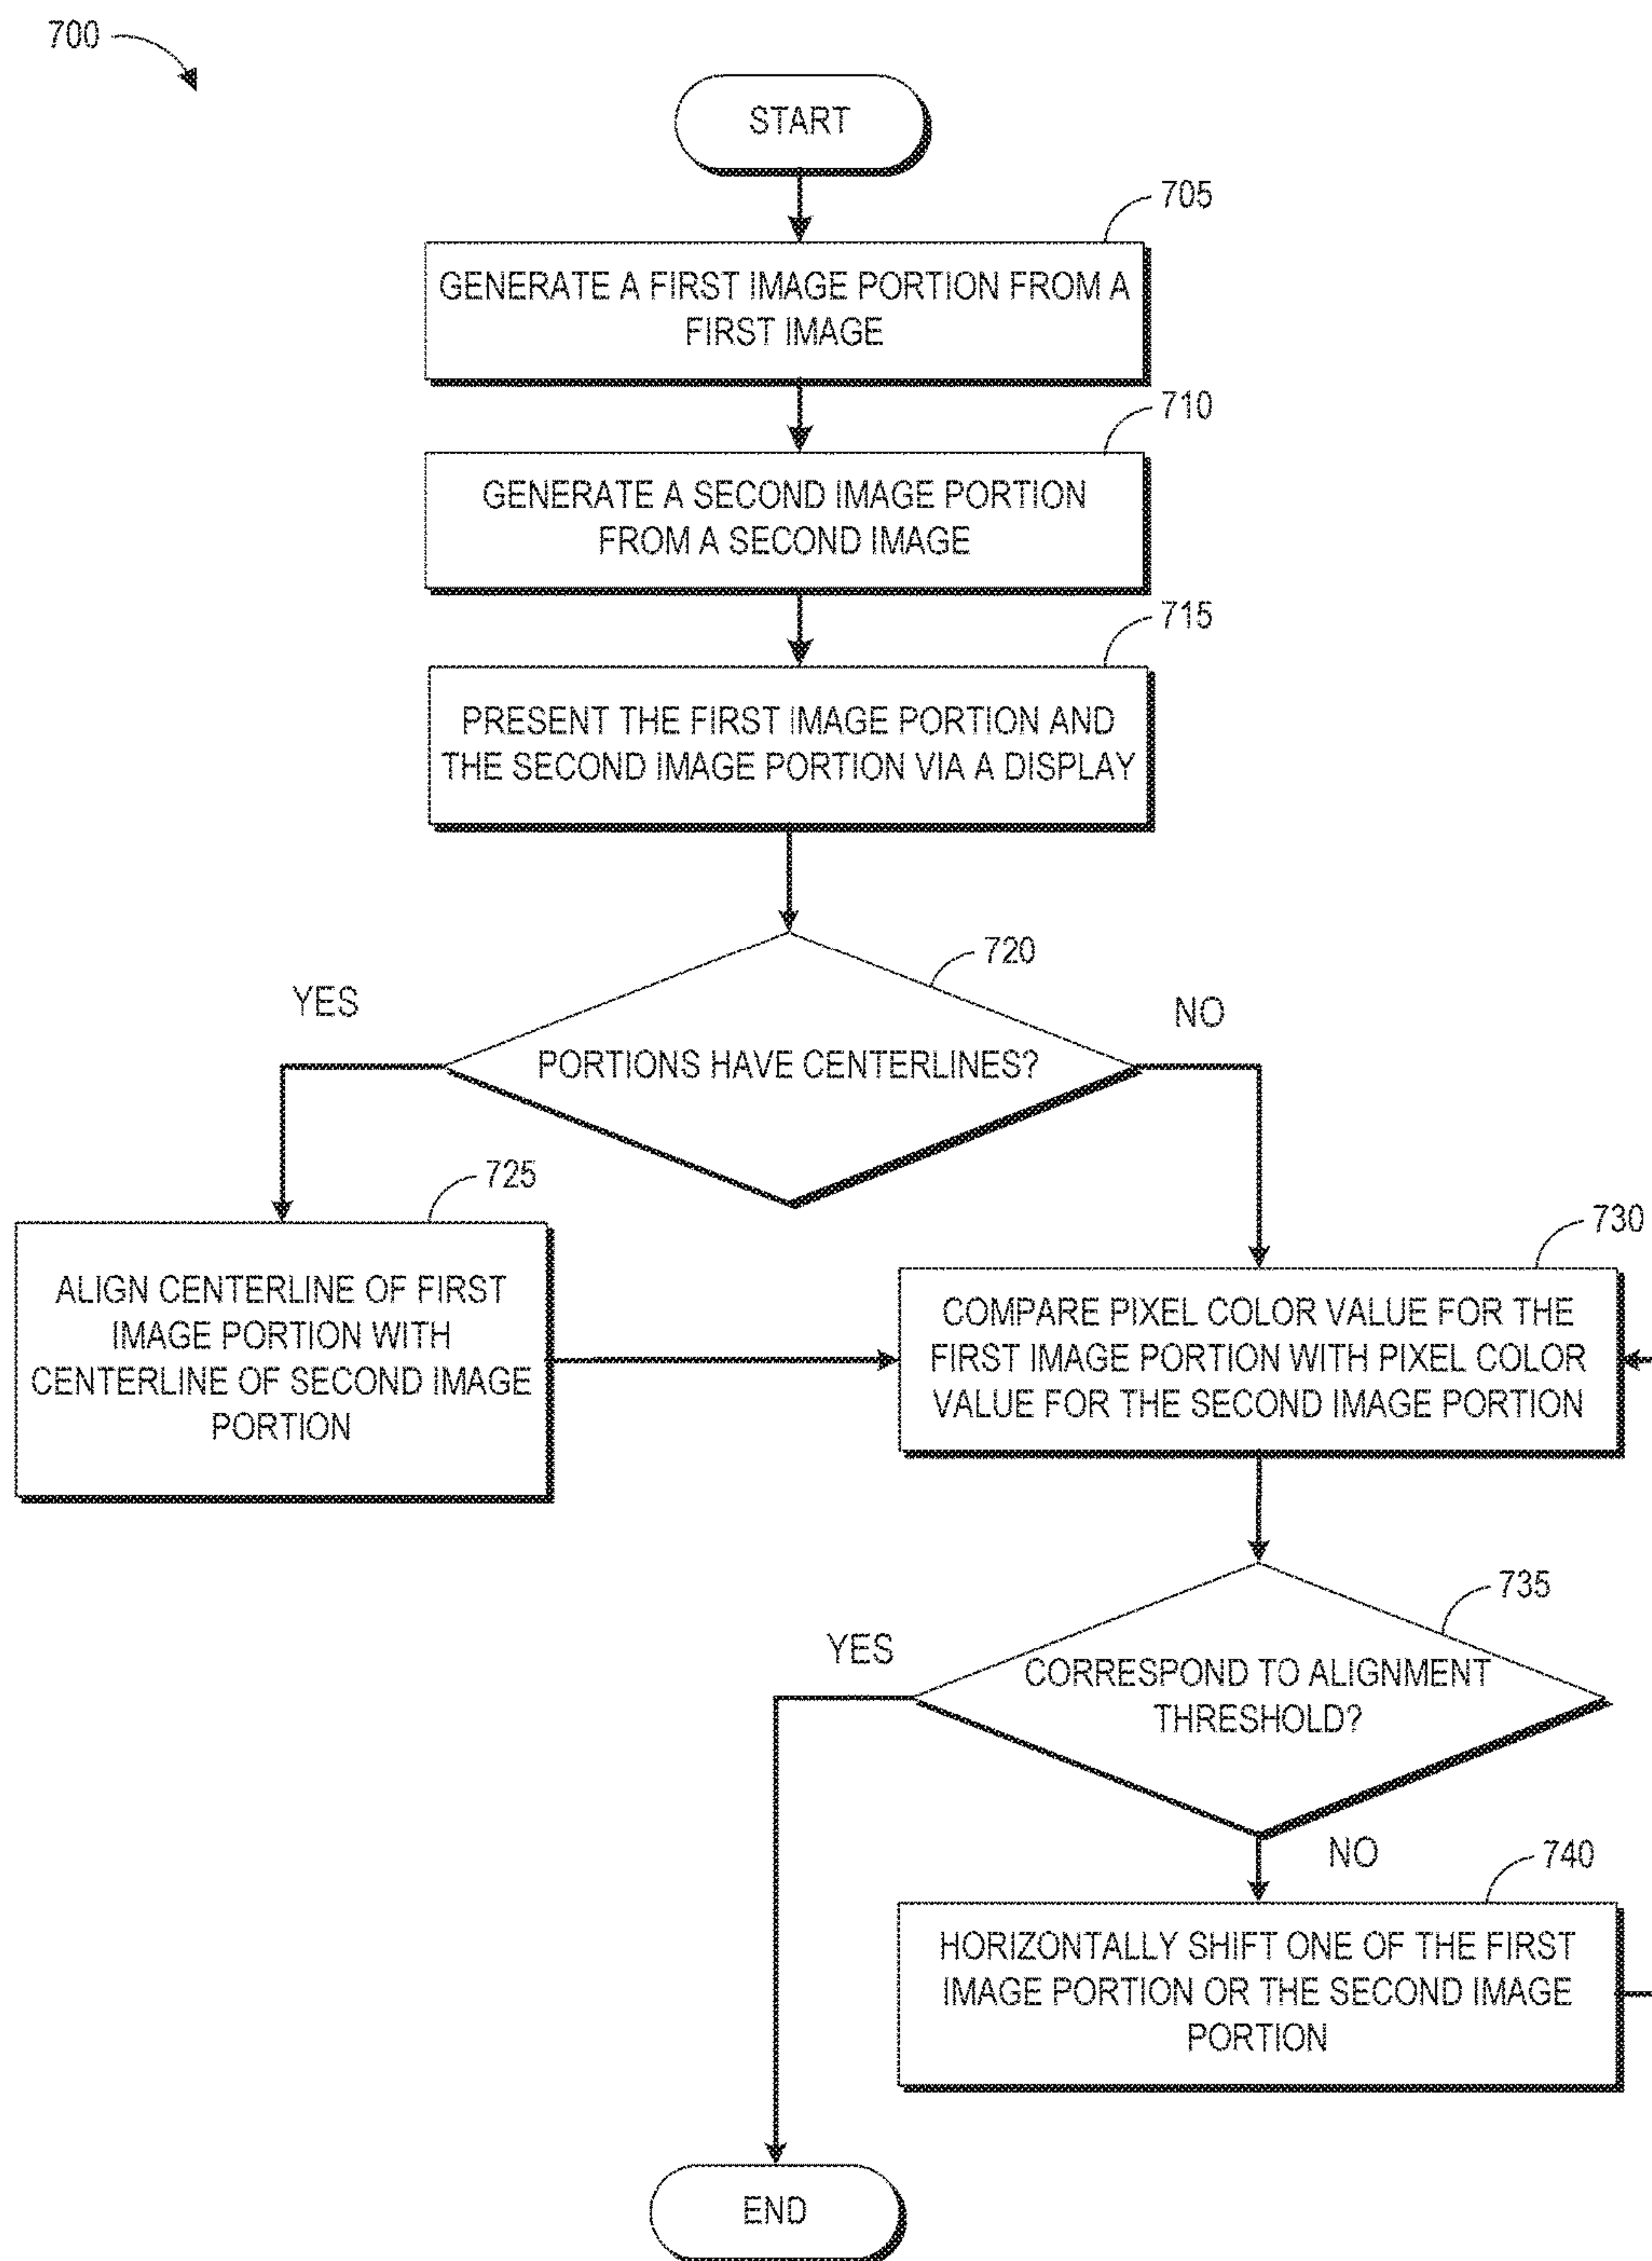 700
START
705
GENERATE A FIRST IMAGE PORTION FROM A
FIRST IMAGE
710
GENERATE A SECOND IMAGE PORTION
FROM A SECOND IMAGE
715
PRESENT THE FIRST IMAGE PORTION AND
THE SECOND IMAGE PORTION VIA A DISPLAY
720
YES
NO
PORTIONS HAVE CENTERLINES?
725
ALIGN CENTERLINE OF FIRST
IMAGE PORTION WITH
CENTERLINE OF SECOND IMAGE
PORTION
730
COMPARE PIXEL COLOR VALUE FOR THE
FIRST IMAGE PORTION WITH PIXEL COLOR
VALUE FOR THE SECOND IMAGE PORTION
735
YES
CORRESPOND TO ALIGNMENT
THRESHOLD?
NO
740
HORIZONTALLY SHIFT ONE OF THE FIRST
IMAGE PORTION OR THE SECOND IMAGE
PORTION
END